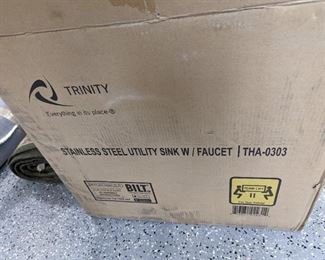 TRINITY
Everything in its place®
STAINLESS STEEL UTILITY SINK W / FAUCET | THA-0303
BILT